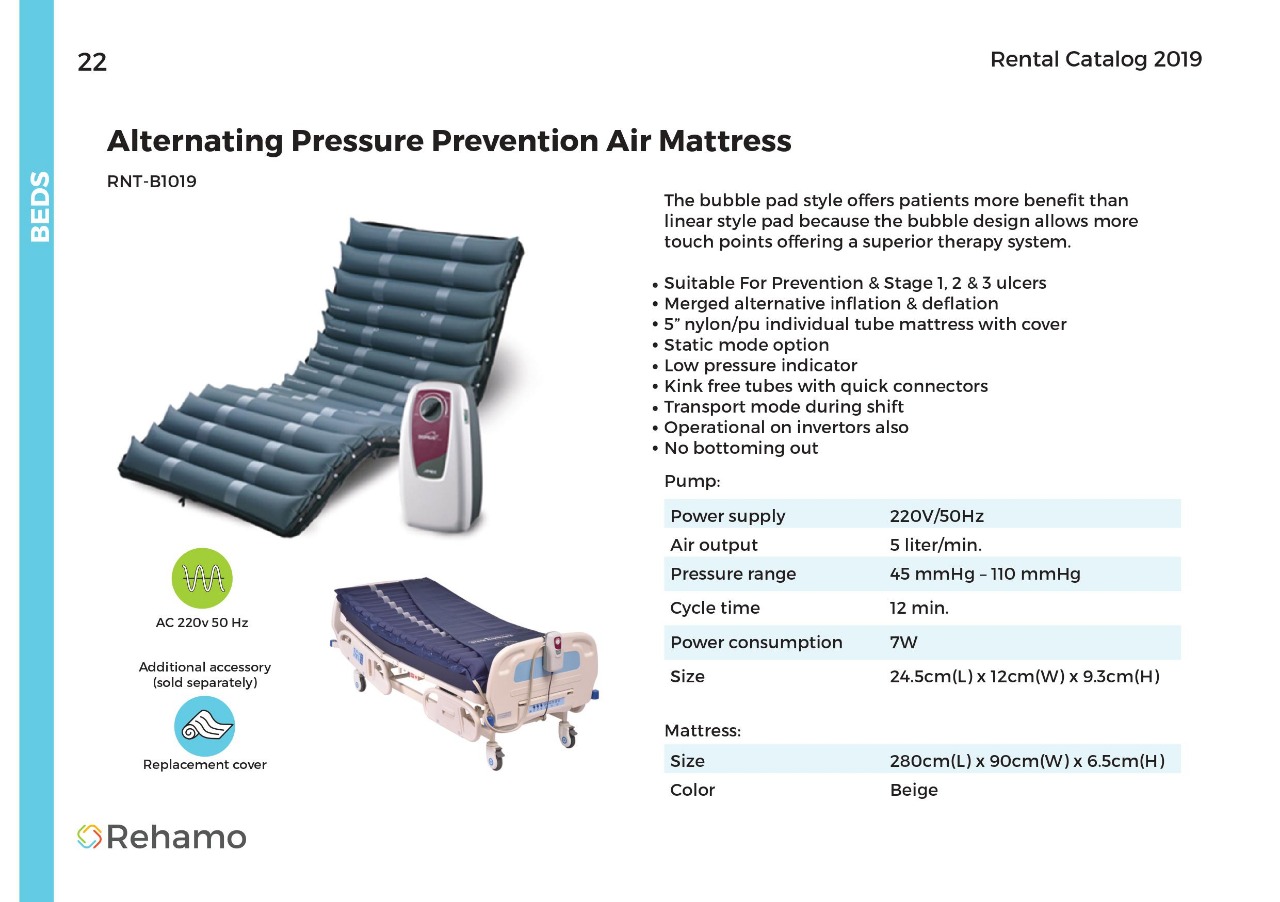 22
Rental Catalog 2019
BEDS
Alternating Pressure Prevention Air Mattress
RNT-B1019
The bubble pad style offers patients more benefit than
linear style pad because the bubble design allows more
touch points offering a superior therapy system.
• Suitable For Prevention & Stage 1, 2 & 3 ulcers
• Merged alternative inflation & deflation
• 5” nylon/pu individual tube mattress with cover
• Static mode option
• Low pressure indicator
• Kink free tubes with quick connectors
• Transport mode during shift
• Operational on invertors also
• No bottoming out
Pump:
Power supply 220V/50Hz
Air output 5 liter/min.
Pressure range 45 mmHg – 110 mmHg
Cycle time 12 min.
Power consumption 7W
Size 24.5cm(L) x 12cm(W) x 9.3cm(H)
Mattress:
Size 280cm(L) x 90cm(W) x 6.5cm(H)
Color Beige
AC 220v 50 Hz
Additional accessory
(sold separately)
Replacement cover
Rehamo